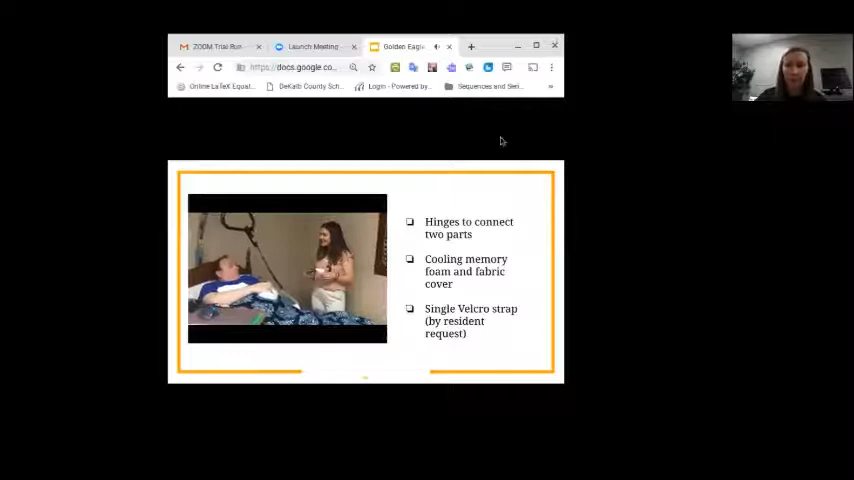 ZOOM Trial Run
Launch Meeting
Golden Eagle
https://docs.google.co...
Online LaTeX Equat...
DeKalb County Sch...
Login - Powered by...
Sequences and Seri...
❏ Hinges to connect
two parts
❏ Cooling memory
foam and fabric
cover
❏ Single Velcro strap
(by resident
request)